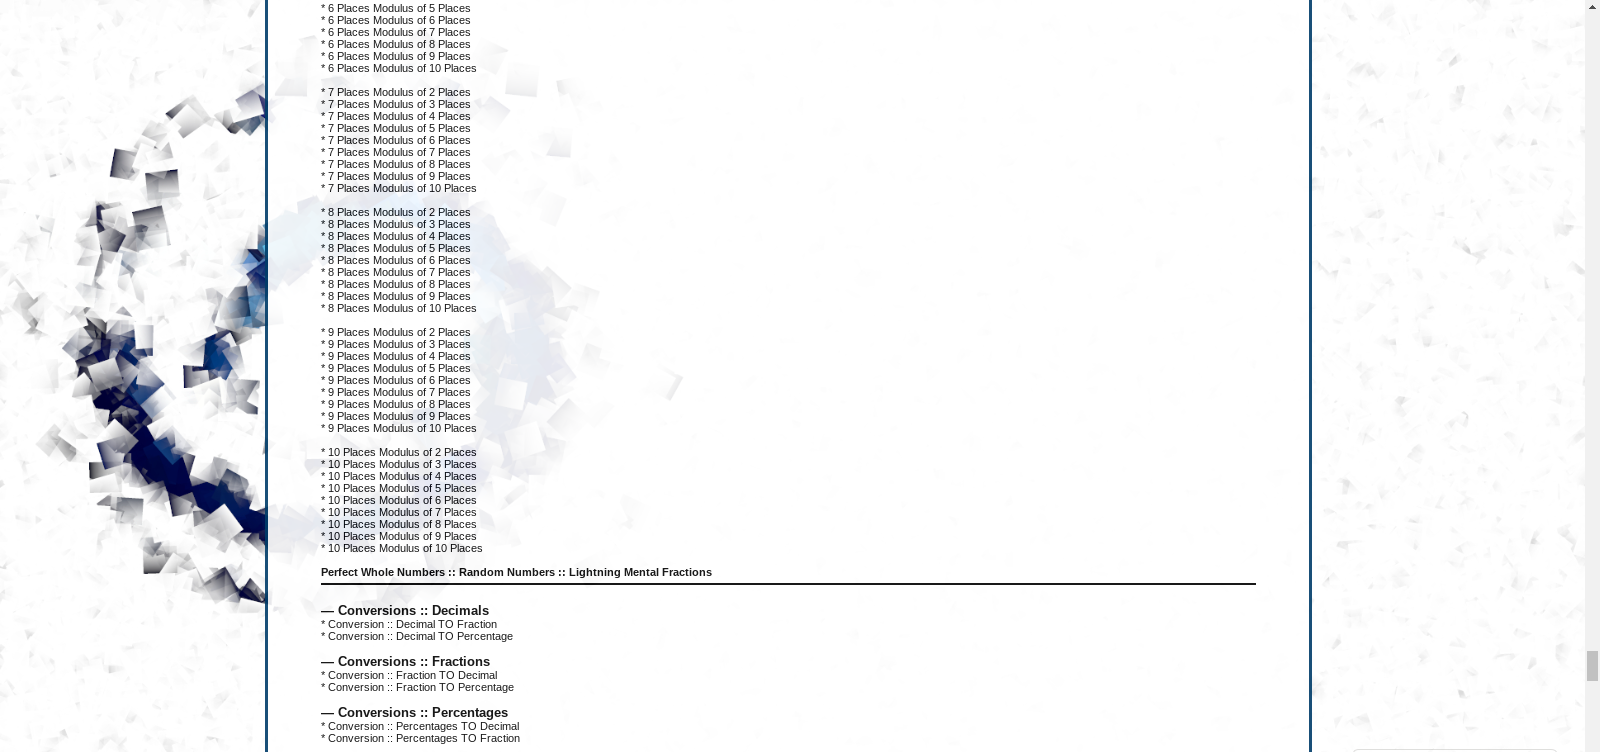 * 6 Places Modulus of 5 Places
* 6 Places Modulus of 6 Places
* 6 Places Modulus of 7 Places
* 6 Places Modulus of 8 Places
* 6 Places Modulus of 9 Places
* 6 Places Modulus of 10 Places
* 7 Places Modulus of 2 Places
* 7 Places Modulus of 3 Places
* 7 Places Modulus of 4 Places
* 7 Places Modulus of 5 Places
* 7 Places Modulus of 6 Places
* 7 Places Modulus of 7 Places
* 7 Places Modulus of 8 Places
* 7 Places Modulus of 9 Places
* 7 Places Modulus of 10 Places
* 8 Places Modulus of 2 Places
* 8 Places Modulus of 3 Places
* 8 Places Modulus of 4 Places
* 8 Places Modulus of 5 Places
* 8 Places Modulus of 6 Places
* 8 Places Modulus of 7 Places
* 8 Places Modulus of 8 Places
* 8 Places Modulus of 9 Places
* 8 Places Modulus of 10 Places
* 9 Places Modulus of 2 Places
* 9 Places Modulus of 3 Places
* 9 Places Modulus of 4 Places
* 9 Places Modulus of 5 Places
* 9 Places Modulus of 6 Places
* 9 Places Modulus of 7 Places
* 9 Places Modulus of 8 Places
* 9 Places Modulus of 9 Places
* 9 Places Modulus of 10 Places
* 10 Places Modulus of 2 Places
* 10 Places Modulus of 3 Places
* 10 Places Modulus of 4 Places
* 10 Places Modulus of 5 Places
* 10 Places Modulus of 6 Places
* 10 Places Modulus of 7 Places
* 10 Places Modulus of 8 Places
* 10 Places Modulus of 9 Places
* 10 Places Modulus of 10 Places
Perfect Whole Numbers :: Random Numbers :: Lightning Mental Fractions
— Conversions :: Decimals
* Conversion :: Decimal TO Fraction
* Conversion :: Decimal TO Percentage
— Conversions :: Fractions
* Conversion :: Fraction TO Decimal
* Conversion :: Fraction TO Percentage
— Conversions :: Percentages
* Conversion :: Percentages TO Decimal
* Conversion :: Percentages TO Fraction